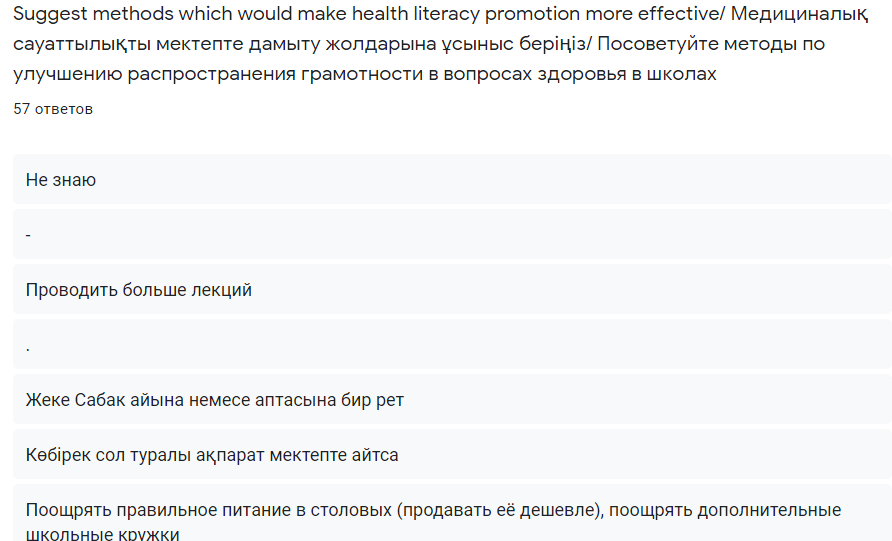 Suggest methods which would make health literacy promotion more effective/ Медициналық
сауаттылықты мектепте дамыту жолдарына ұсыныс беріңіз/ Посоветуйте методы по
улучшению распространения грамотности в вопросах здоровья в школах
57 ответов
Не знаю
-
Проводить больше лекций
.
Жеке Сабак айына немесе аптасына бир рет
Көбірек сол туралы ақпарат мектепте айтса
Поощрять правильное питание в столовых (продавать её дешевле), поощрять дополнительные
школьные кружки